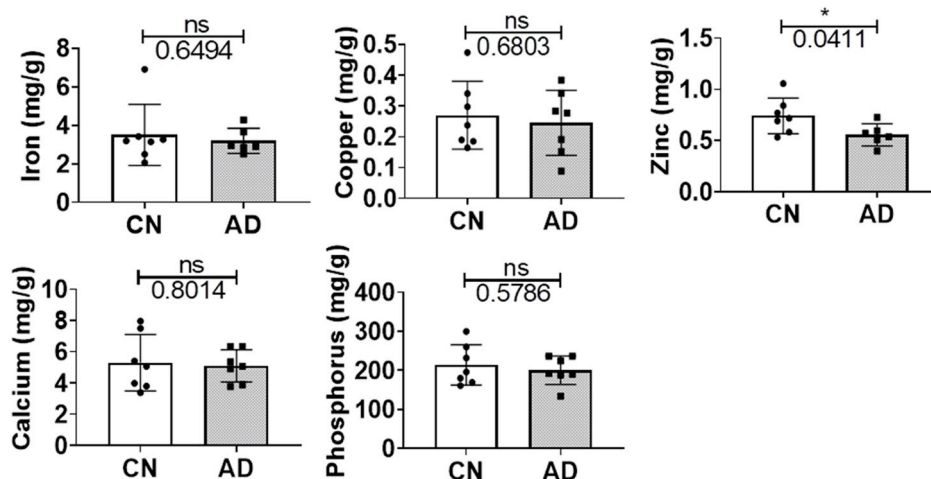 ns
0.6494
Iron (mg/g)
8
6
4
2
0
CN AD
ns
0.6803
Copper (mg/g)
0.5
0.4
0.3
0.2
0.1
0.0
CN AD
*
0.0411
Zinc (mg/g)
1.5
1.0
0.5
0.0
CN AD
ns
0.8014
Calcium (mg/g)
10
8
6
4
2
0
CN AD
ns
0.5786
Phosphorus (mg/g)
400
300
200
100
0
CN AD